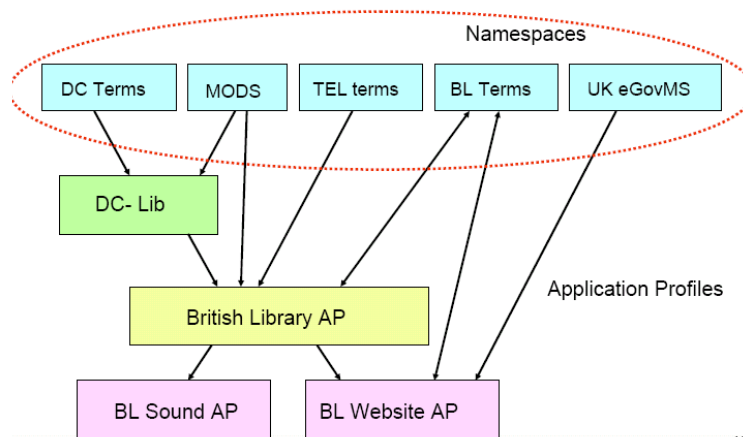 Namespaces
DC Terms
MODS
TEL terms
BL Terms
UK eGovMS
DC- Lib
Application Profiles
British Library AP
BL Sound AP
BL Website AP